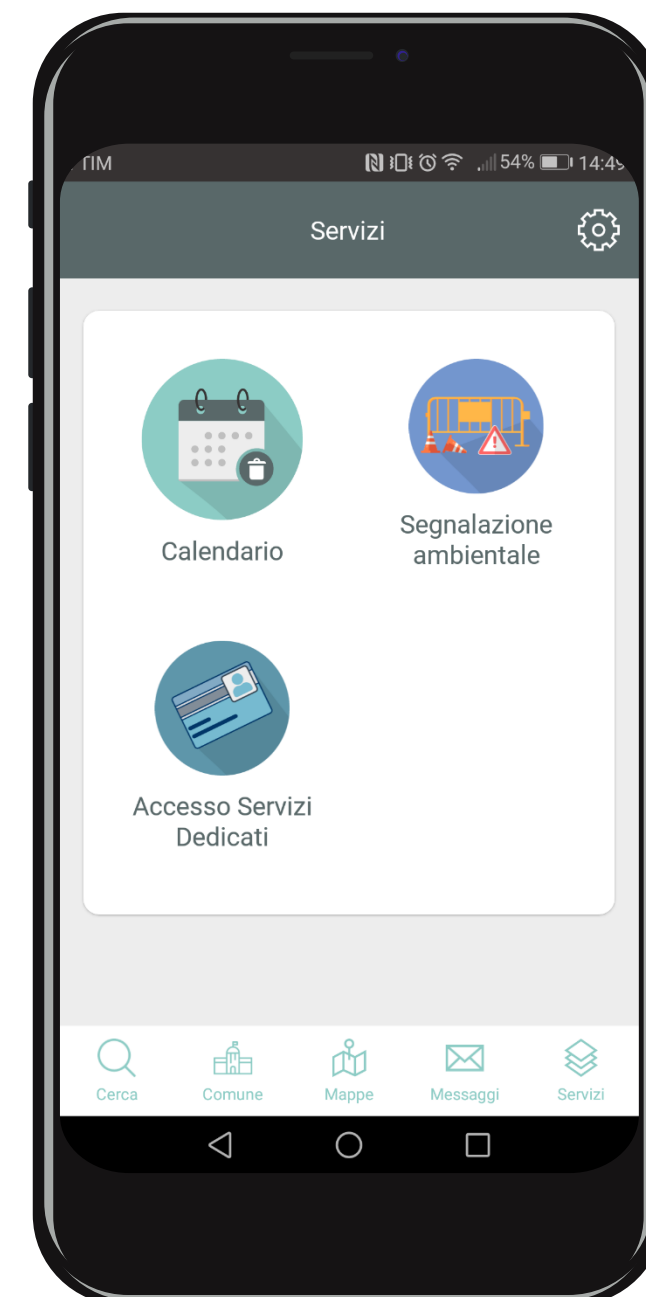 TIM 54% 14:49
Servizi
Calendario
Segnalazione
ambientale
Accesso Servizi
Dedicati
Cerca Comune Mappe Messaggi Servizi